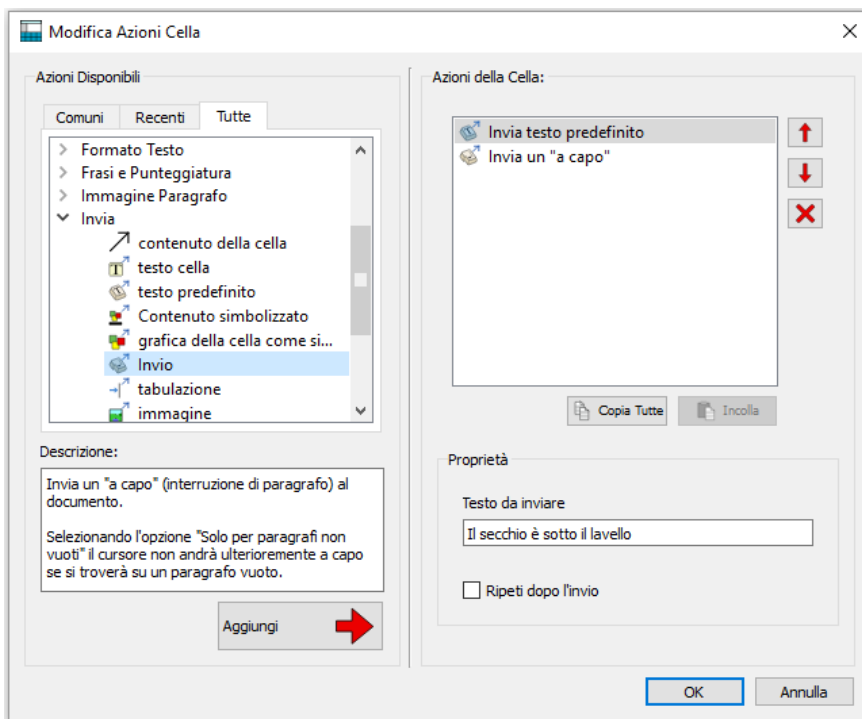 Modifica Azioni Cella
Azioni Disponibili
Comuni
Recenti
Tutte
Formato Testo
Frasi e Punteggiatura
Immagine Paragrafo
Invia
contenuto della cella
T testo cella
testo predefinito
Contenuto simbolizzato
grafica della cella come si...
Invio
tabulazione
immagine
Descrizione:
Invia un "a capo" (interruzione di paragrafo) al
documento.
Selezionando l'opzione "Solo per paragrafi non
vuoti" il cursore non andrà ulterioremente a capo
se si troverà su un paragrafo vuoto.
Aggiungi
Azioni della Cella:
Invia testo predefinito
Invia un "a capo"
Copia Tutte
Incolla
Proprietà
Testo da inviare
Il secchio è sotto il lavello
Ripeti dopo l'invio
OK
Annulla